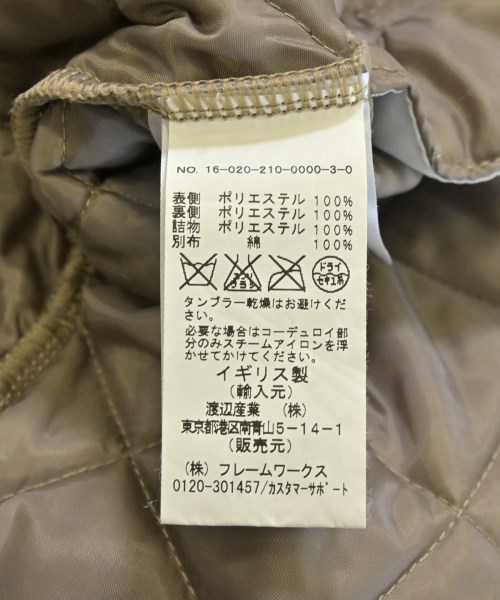 NO. 16-020-210-0000-3-0
表側 ポリエステル 100%
裏側 ポリエステル 100%
詰物 ポリエステル 100%
別布 綿 100%
ドライ
セキユ系
タンブラー乾燥はお避けくだ
さい。
必要な場合はコーデュロイ部
分のみスチームアイロンを浮
かせてかけてください。
イギリス製
(輸入元)
渡辺産業 (株)
東京都港区南青山5-14-1
(販売元)
(株) フレームワークス
0120-301457/カスタマーサポート